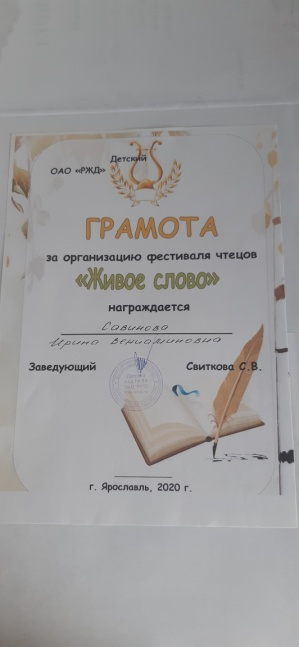 Детский
ОАО «РЖД»
ГРАМОТА
за организацию фестиваля чтецов
«Живое слово»
награждается
Савинова
Ирина Вениаминовна
Заведующий Свиткова С.В.
г. Ярославль, 2020 г.